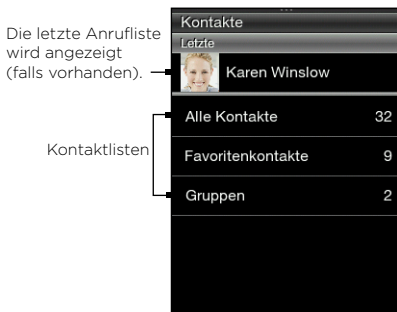 Die letzte Anrufliste
wird angezeigt
(falls vorhanden).
Kontaktlisten
Kontakte
Letzte
Karen Winslow
Alle Kontakte 32
Favoritenkontakte 9
Gruppen 2